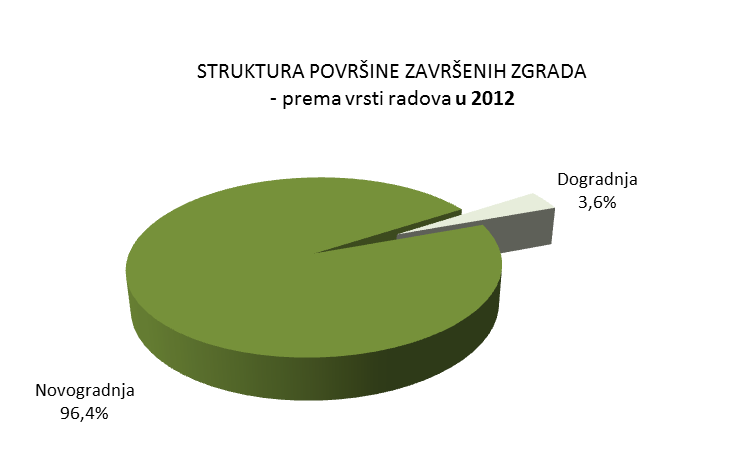 STRUKTURA POVRŠINE ZAVRŠENIH ZGRADA
- prema vrsti radova u 2012
Dogradnja
3,6%
Novogradnja
96,4%